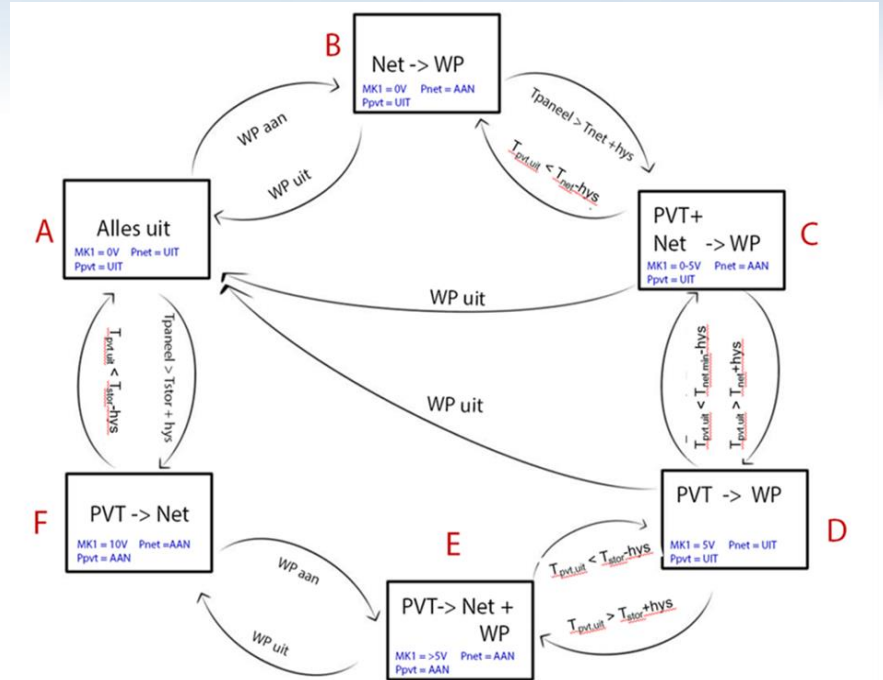 B
Net -> WP
MK1 = 0V Pnet = AAN
Ppvt = UIT
WP aan
WP uit
Tpaneel > Tnet +hys
Tpvt.uit < Tnet-hys
A
Alles uit
MK1 = 0V Pnet = UIT
Ppvt = UIT
PVT+
Net -> WP
MK1 = 0-5V Pnet = AAN
Ppvt = UIT
C
WP uit
WP uit
Tpvt.uit < Tstor-hys
Tpaneel > Tstor + hys
Tpvt.uit < Tnet.min-hys
Tpvt.uit > Tnet+hys
F
PVT -> Net
MK1 = 10V Pnet =AAN
Ppvt = AAN
PVT -> WP
MK1 = 5V Pnet = UIT
Ppvt = UIT
D
WP aan
WP uit
E
PVT-> Net +
WP
MK1 = >5V Pnet = AAN
Ppvt = AAN
Tpvt.uit < Tstor-hys
Tpvt.uit > Tstor+hys